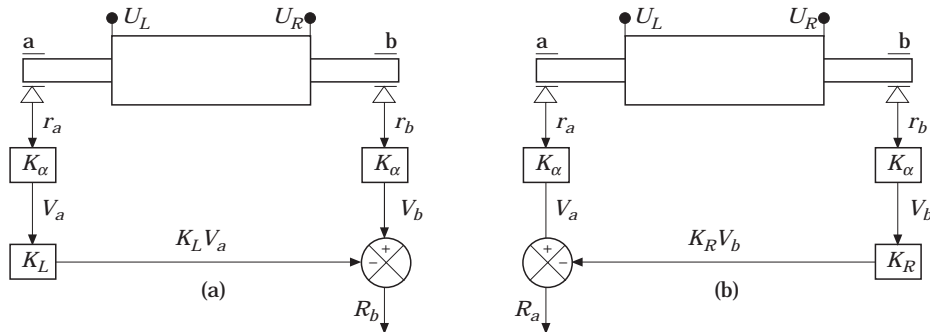 U_L U_R U_L U_R
a b a b
r_a r_b r_a r_b
K_α K_α K_α K_α
V_a V_b V_a V_b
K_L V_a K_R V_b
K_L + − + − K_R
(a) (b)
R_b R_a